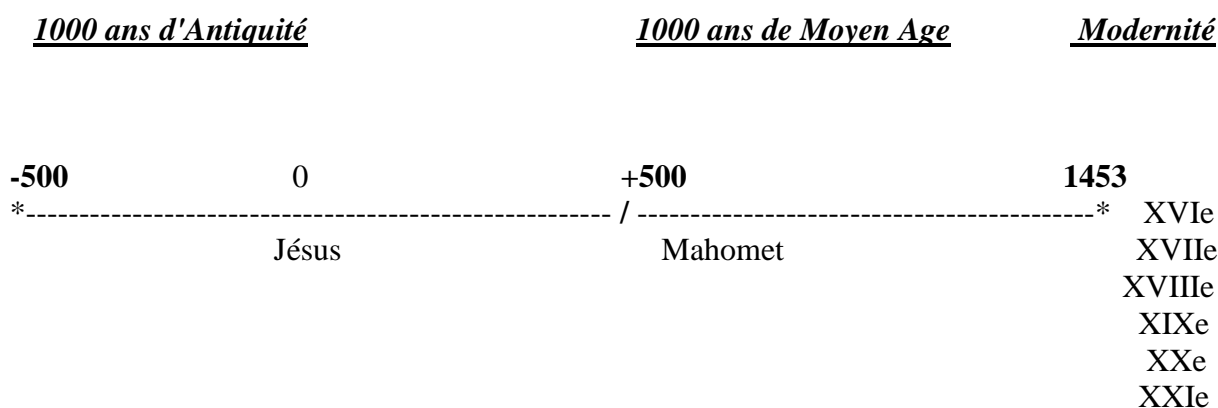 1000 ans d'Antiquité 1000 ans de Moyen Age Modernité
-500 0 +500 1453
*------------------------------------------------------- / -------------------------------------------* XVIe
Jésus Mahomet XVIIe
XVIIIe
XIXe
XXe
XXIe